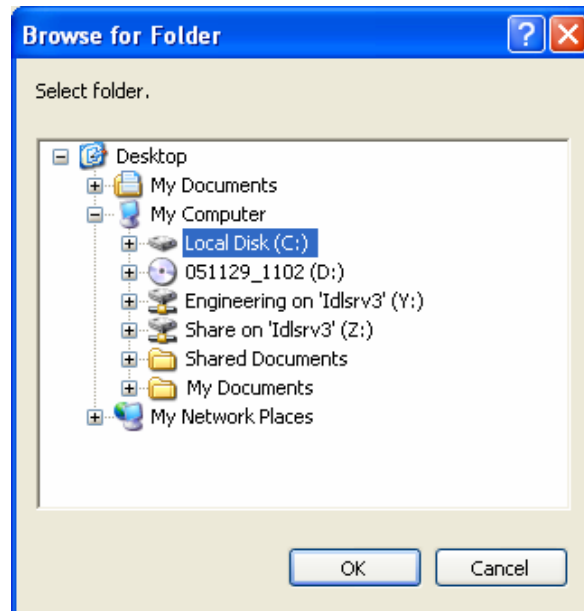 Browse for Folder
Select folder.
Desktop
My Documents
My Computer
Local Disk (C:)
051129_1102 (D:)
Engineering on 'Idlsrv3' (Y:)
Share on 'Idlsrv3' (Z:)
Shared Documents
My Documents
My Network Places
OK Cancel